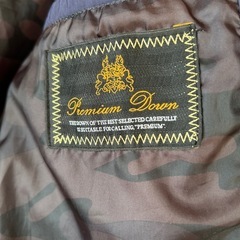 Premium Down
THE DOWN OF THE BEST SELECTED CAREFULLY
IS SUITABLE FOR CALLING, "PREMIUM".